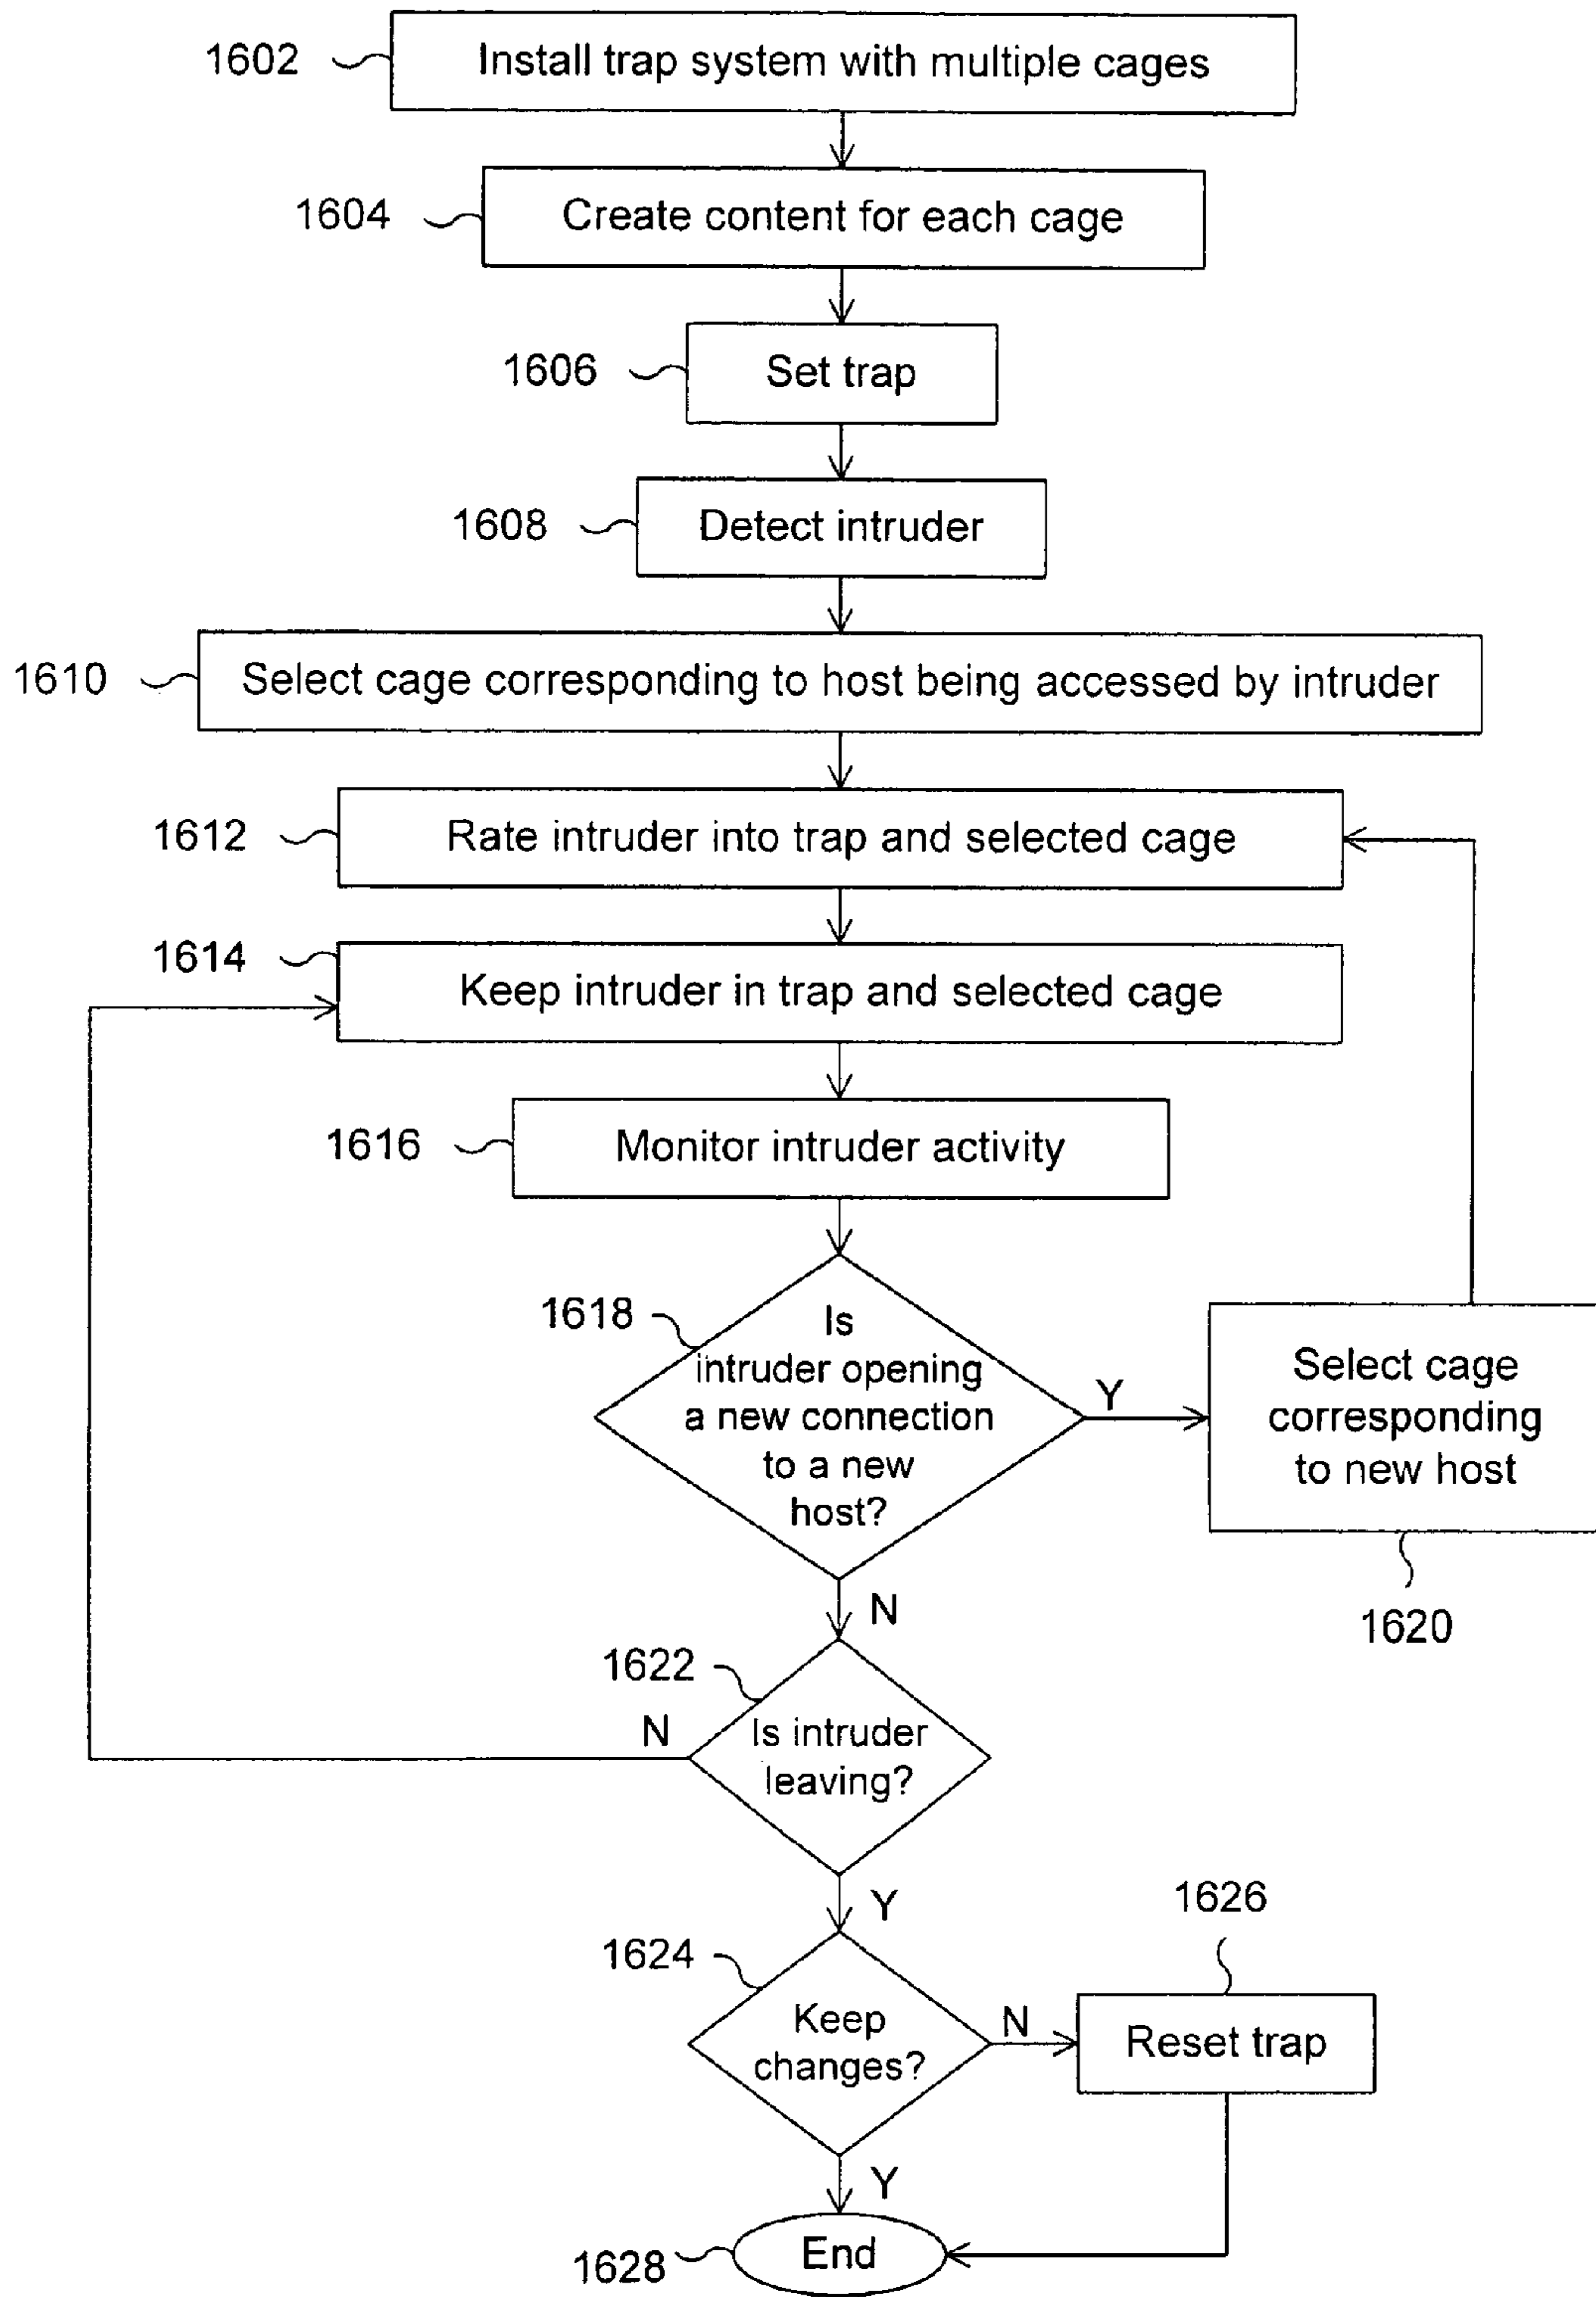 1602
Install trap system with multiple cages
1604
Create content for each cage
1606
Set trap
1608
Detect intruder
1610
Select cage corresponding to host being accessed by intruder
1612
Rate intruder into trap and selected cage
1614
Keep intruder in trap and selected cage
1616
Monitor intruder activity
1618
Is
intruder opening
a new connection
to a new
host?
Y
Select cage
corresponding
to new host
1620
N
1622
Is intruder
leaving?
N
Y
1624
Keep
changes?
N
1626
Reset trap
Y
1628
End